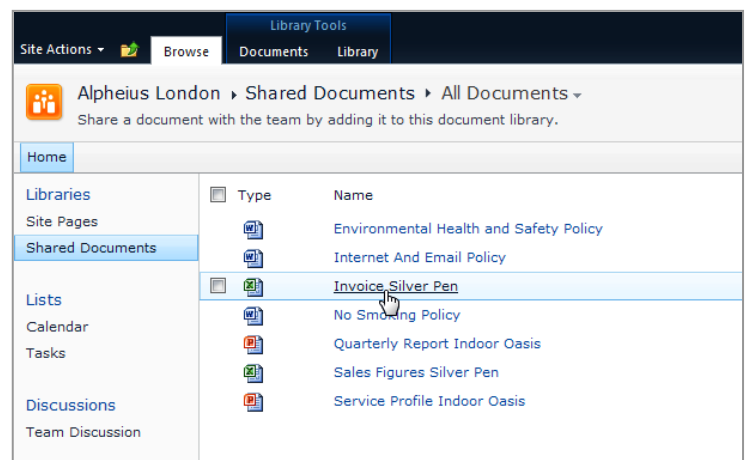 Library Tools
Site Actions Browse Documents Library
Alpheius London Shared Documents All Documents
Share a document with the team by adding it to this document library.
Home
Libraries
Site Pages
Shared Documents
Lists
Calendar
Tasks
Discussions
Team Discussion
Type Name
Environmental Health and Safety Policy
Internet And Email Policy
Invoice Silver Pen
No Smoking Policy
Quarterly Report Indoor Oasis
Sales Figures Silver Pen
Service Profile Indoor Oasis